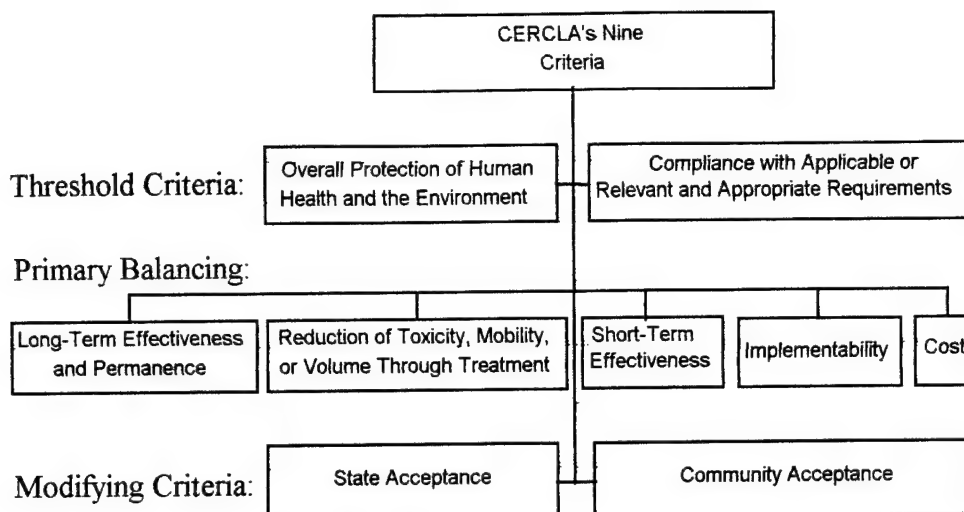 CERCLA's Nine
Criteria
Threshold Criteria:
Overall Protection of Human
Health and the Environment
Compliance with Applicable or
Relevant and Appropriate Requirements
Primary Balancing:
Long-Term Effectiveness
and Permanence
Reduction of Toxicity, Mobility,
or Volume Through Treatment
Short-Term
Effectiveness
Implementability
Cost
Modifying Criteria:
State Acceptance
Community Acceptance